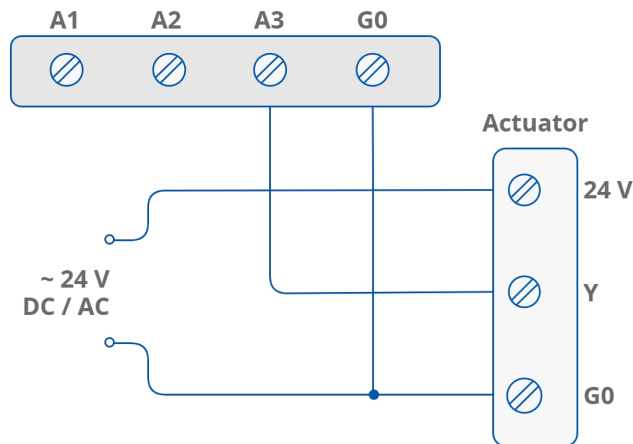 A1 A2 A3 G0
Actuator
24 V
~ 24 V
DC / AC
Y
G0